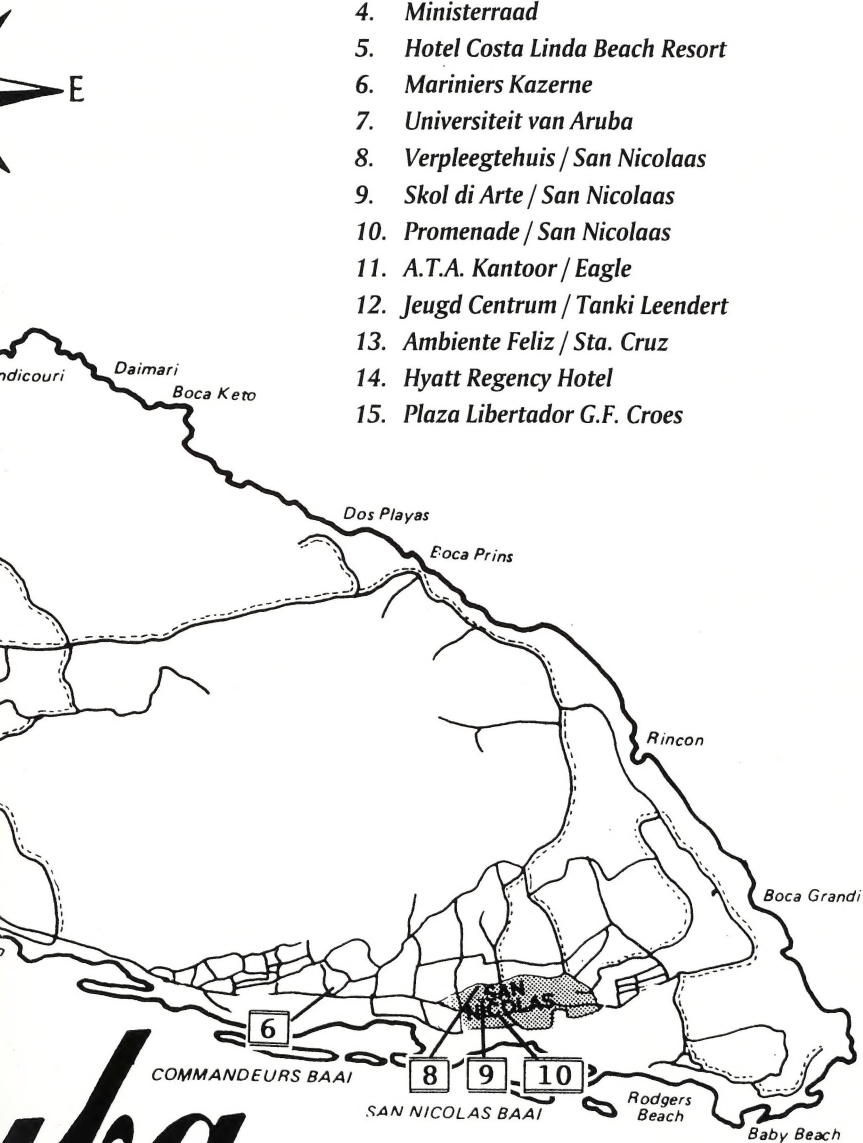 4. Ministerraad
5. Hotel Costa Linda Beach Resort
6. Mariniers Kazerne
7. Universiteit van Aruba
8. Verpleegtehuis / San Nicolaas
9. Skol di Arte / San Nicolaas
10. Promenade / San Nicolaas
11. A.T.A. Kantoor / Eagle
12. Jeugd Centrum / Tanki Leendert
13. Ambiente Feliz / Sta. Cruz
14. Hyatt Regency Hotel
15. Plaza Libertador G.F. Croes
E
ndicouri
Daimari
Boca Keto
Dos Playas
Boca Prins
Rincon
Boca Grandi
SAN
NICOLAS
6
8
9
10
COMMANDEURS BAAI
SAN NICOLAS BAAI
Rodgers
Beach
Baby Beach
uba